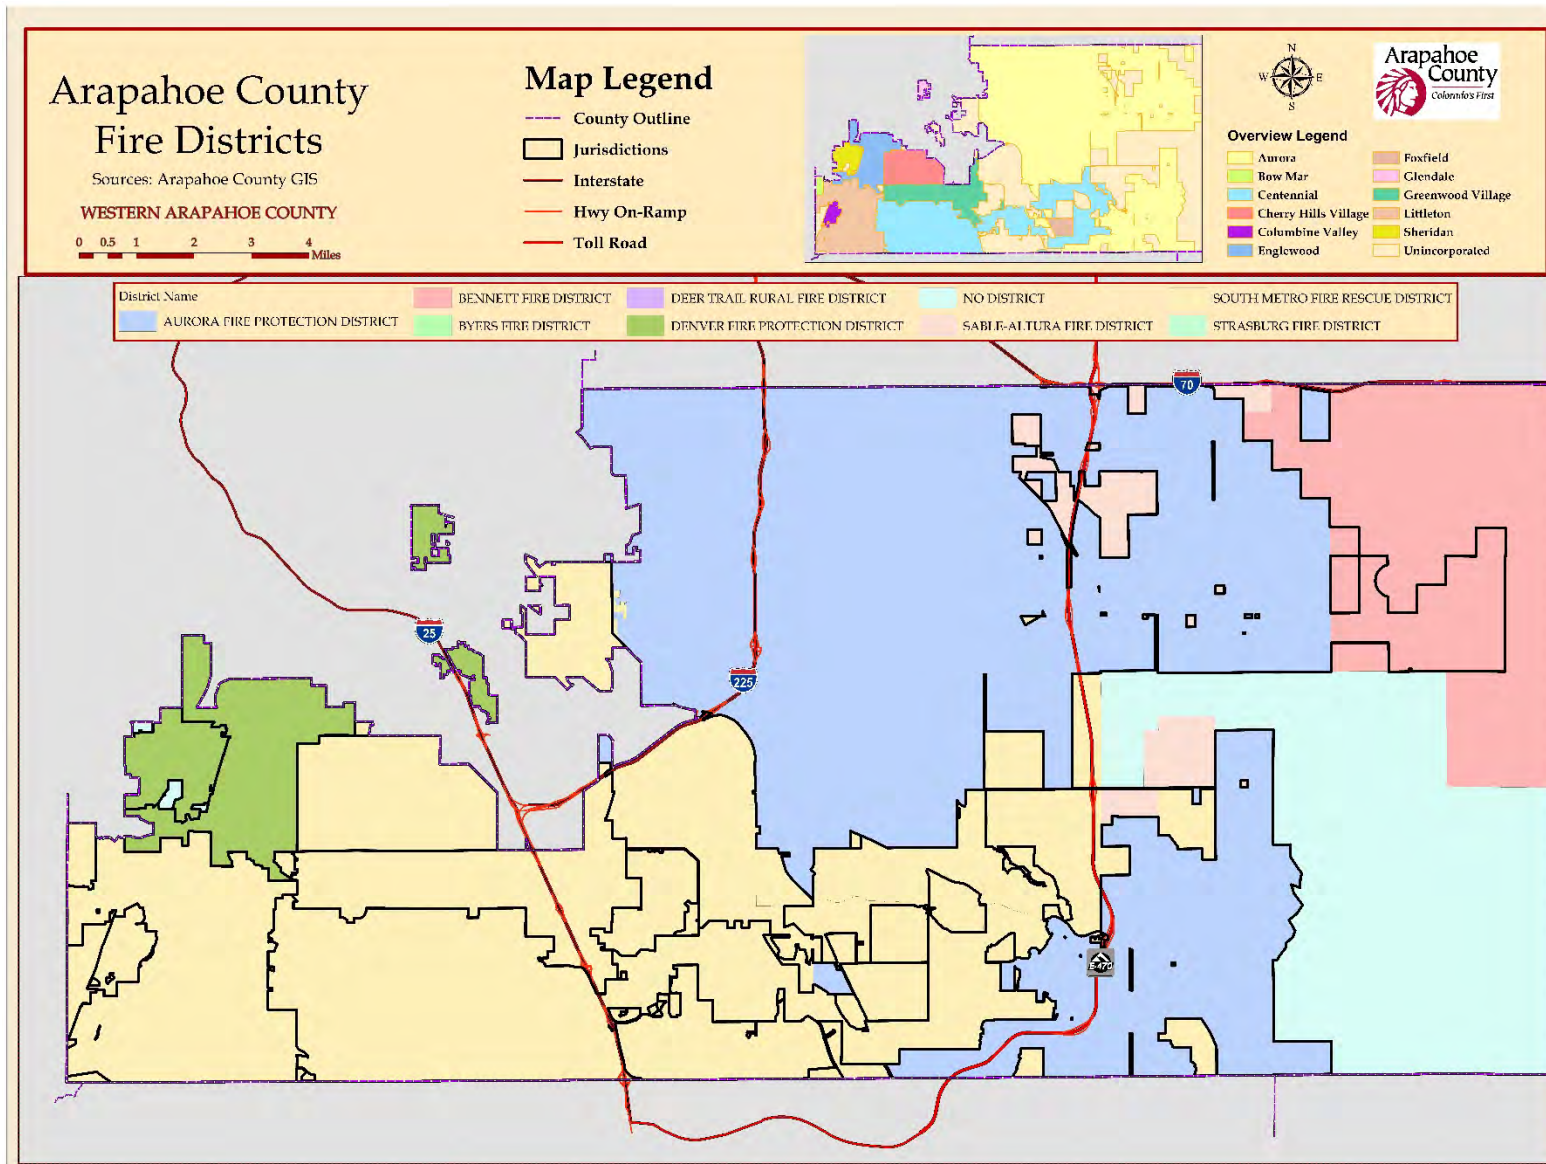 Arapahoe County
Fire Districts
Sources: Arapahoe County GIS
WESTERN ARAPAHOE COUNTY
0 0.5 1 2 3 4
Miles
Map Legend
County Outline
Jurisdictions
Interstate
Hwy On-Ramp
Toll Road
N
W E
S
Arapahoe
County
Colorado's First
Overview Legend
Aurora
Bow Mar
Centennial
Cherry Hills Village
Columbine Valley
Englewood
Foxfield
Glendale
Greenwood Village
Littleton
Sheridan
Unincorporated
District Name
AURORA FIRE PROTECTION DISTRICT
BENNETT FIRE DISTRICT
BYERS FIRE DISTRICT
DEER TRAIL RURAL FIRE DISTRICT
DENVER FIRE PROTECTION DISTRICT
NO DISTRICT
SABLE-ALTURA FIRE DISTRICT
SOUTH METRO FIRE RESCUE DISTRICT
STRASBURG FIRE DISTRICT
70
25
225
E-470